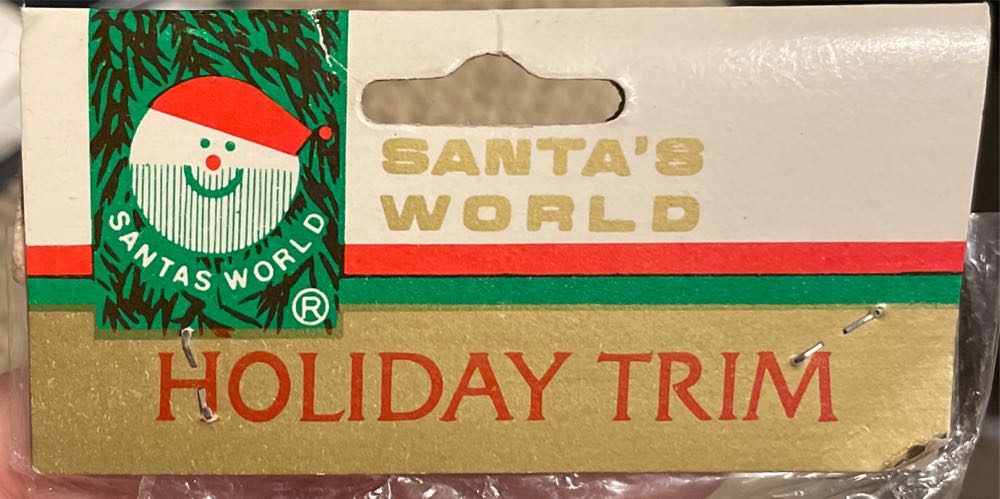 SANTAS WORLD
®
SANTA'S
WORLD
HOLIDAY TRIM